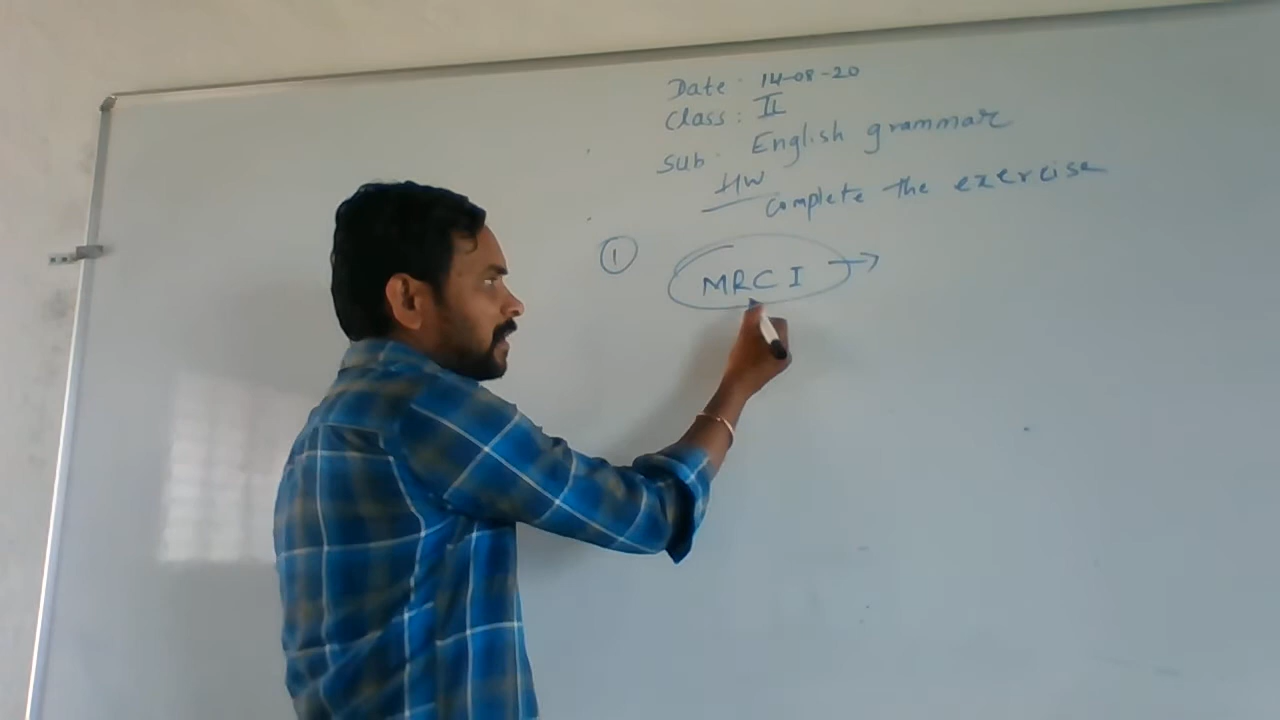 Date: 14-08-20
Class: II
Sub: English grammar
HW
Complete the exercise
① MRCI →